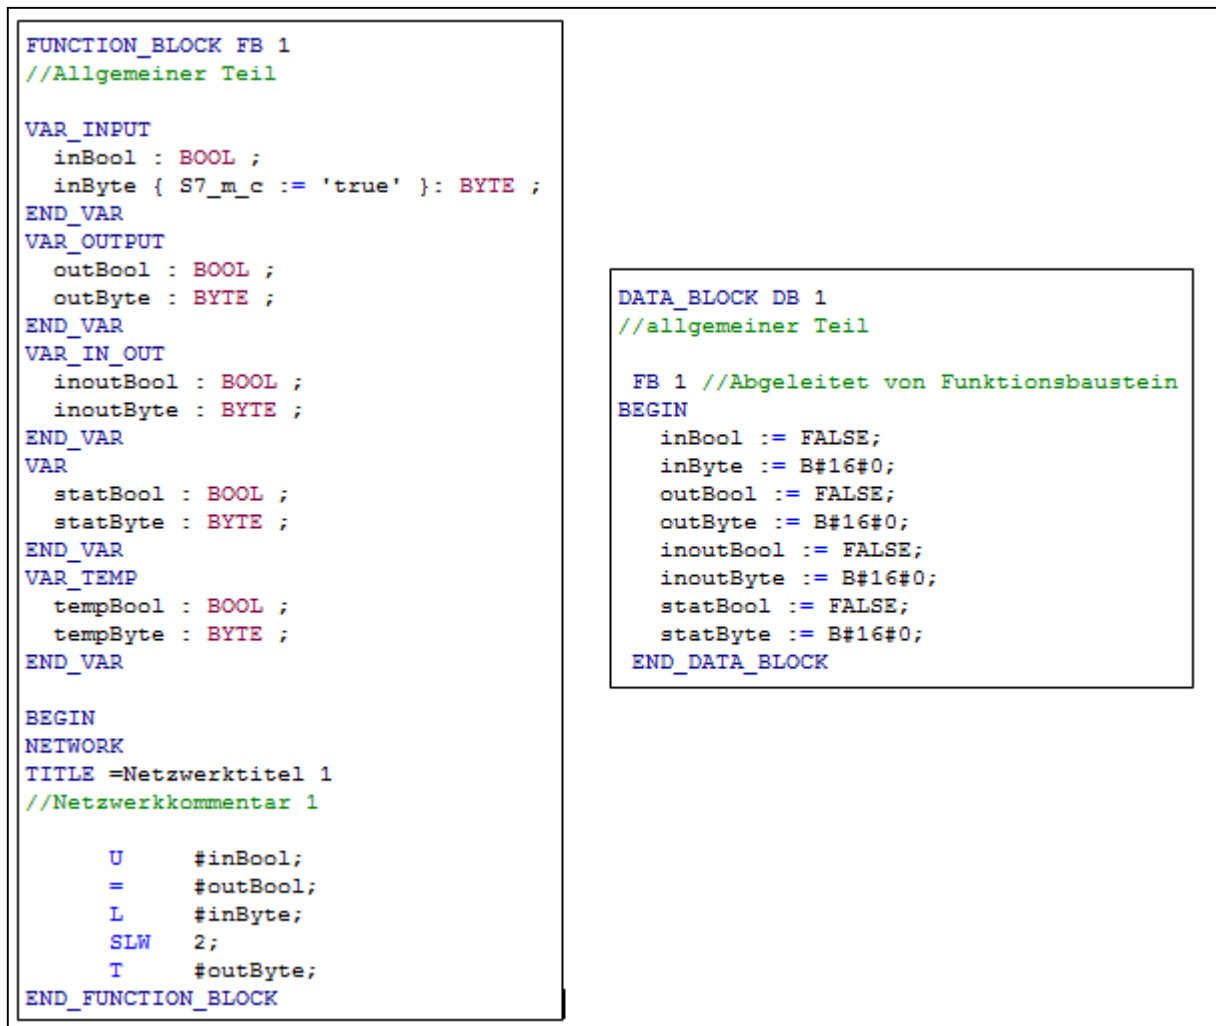 FUNCTION_BLOCK FB 1
//Allgemeiner Teil
VAR_INPUT
inBool : BOOL ;
inByte { S7_m_c := 'true' }: BYTE ;
END_VAR
VAR_OUTPUT
outBool : BOOL ;
outByte : BYTE ;
END_VAR
VAR_IN_OUT
inoutBool : BOOL ;
inoutByte : BYTE ;
END_VAR
VAR
statBool : BOOL ;
statByte : BYTE ;
END_VAR
VAR_TEMP
tempBool : BOOL ;
tempByte : BYTE ;
END_VAR
BEGIN
NETWORK
TITLE =Netzwerktitel 1
//Netzwerkkommentar 1
U #inBool;
= #outBool;
L #inByte;
SLW 2;
T #outByte;
END_FUNCTION_BLOCK
DATA_BLOCK DB 1
//allgemeiner Teil
FB 1 //Abgeleitet von Funktionsbaustein
BEGIN
inBool := FALSE;
inByte := B#16#0;
outBool := FALSE;
outByte := B#16#0;
inoutBool := FALSE;
inoutByte := B#16#0;
statBool := FALSE;
statByte := B#16#0;
END_DATA_BLOCK